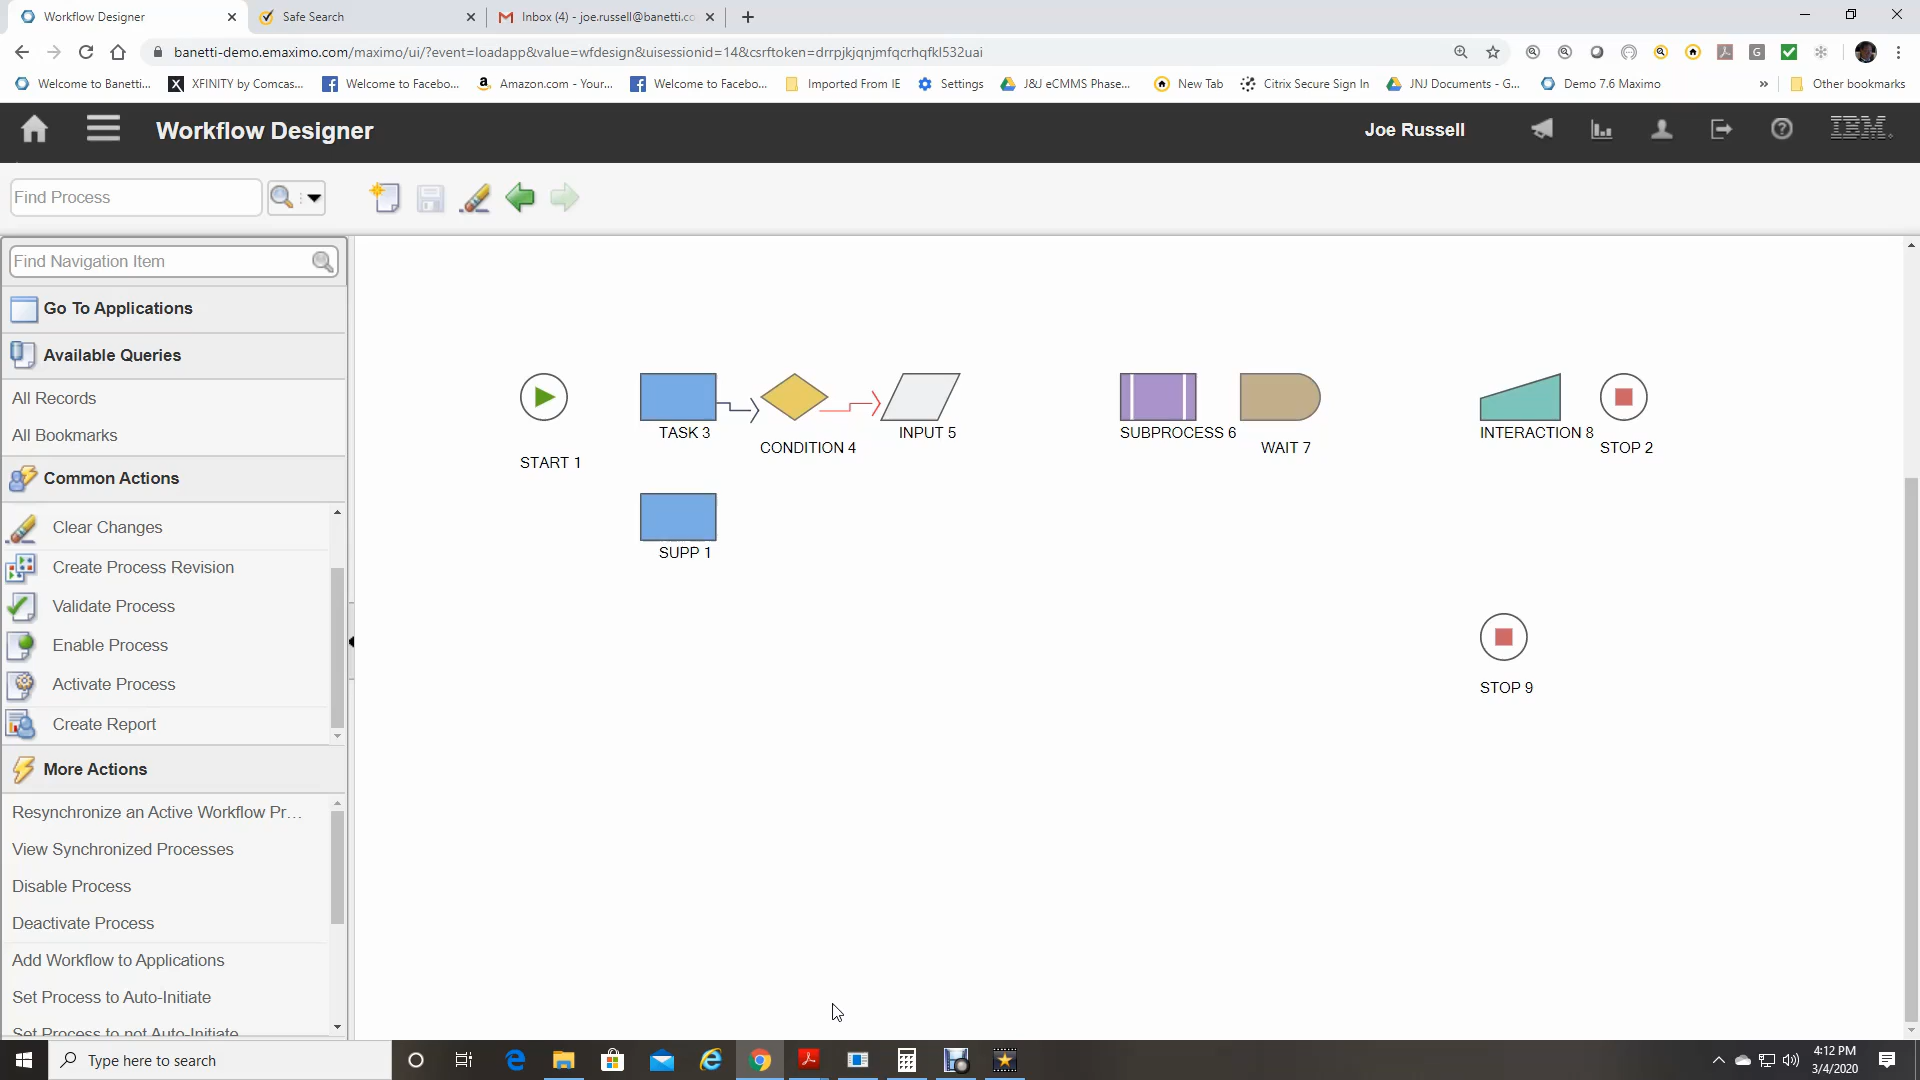 Workflow Designer
Safe Search
Inbox (4) - joe.russell@banetti.co
banetti-demo.emaximo.com/maximo/ui/?event=loadapp&value=wfdesign&uisessionid=14&csrftoken=drrpjkjqnjmfqcrhqfkl532uai
Welcome to Banetti...
XFINITY by Comcas...
Welcome to Facebo...
Amazon.com - Your...
Welcome to Facebo...
Imported From IE
Settings
J&J eCMMS Phase...
New Tab
Citrix Secure Sign In
JNJ Documents - G...
Demo 7.6 Maximo
»
Other bookmarks
Workflow Designer
Joe Russell
IBM
Find Process
Find Navigation Item
Go To Applications
Available Queries
All Records
All Bookmarks
Common Actions
Clear Changes
Create Process Revision
Validate Process
Enable Process
Activate Process
Create Report
More Actions
Resynchronize an Active Workflow Pr...
View Synchronized Processes
Disable Process
Deactivate Process
Add Workflow to Applications
Set Process to Auto-Initiate
Set Process to not Auto-Initiate
START 1
TASK 3
CONDITION 4
INPUT 5
SUBPROCESS 6
WAIT 7
INTERACTION 8
STOP 2
SUPP 1
STOP 9
Type here to search
4:12 PM
3/4/2020